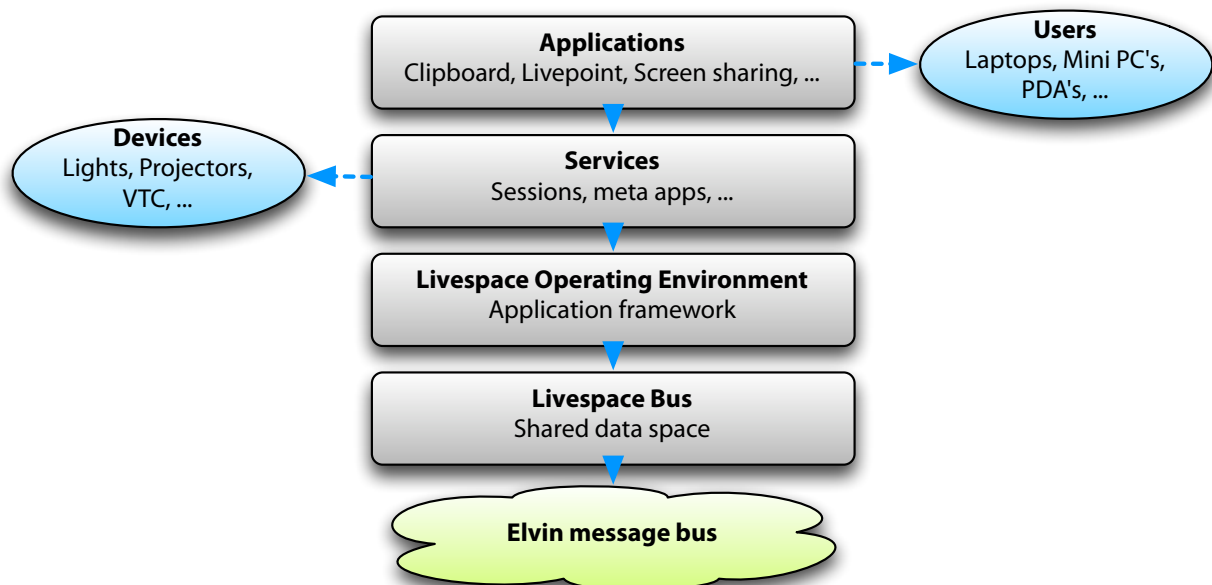 Applications
Clipboard, Livepoint, Screen sharing, ...
Users
Laptops, Mini PC's,
PDA's, ...
Devices
Lights, Projectors,
VTC, ...
Services
Sessions, meta apps, ...
Livespace Operating Environment
Application framework
Livespace Bus
Shared data space
Elvin message bus